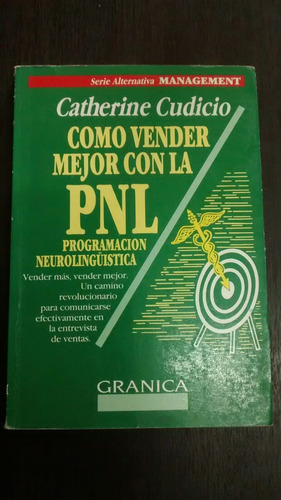 Serie Alternativa MANAGEMENT
Catherine Cudicio
COMO VENDER
MEJOR CON LA
PNL
PROGRAMACION
NEUROLINGÜISTICA
Vender más, vender mejor.
Un camino
revolucionario
para comunicarse
efectivamente en
la entrevista
de ventas.
GRANICA